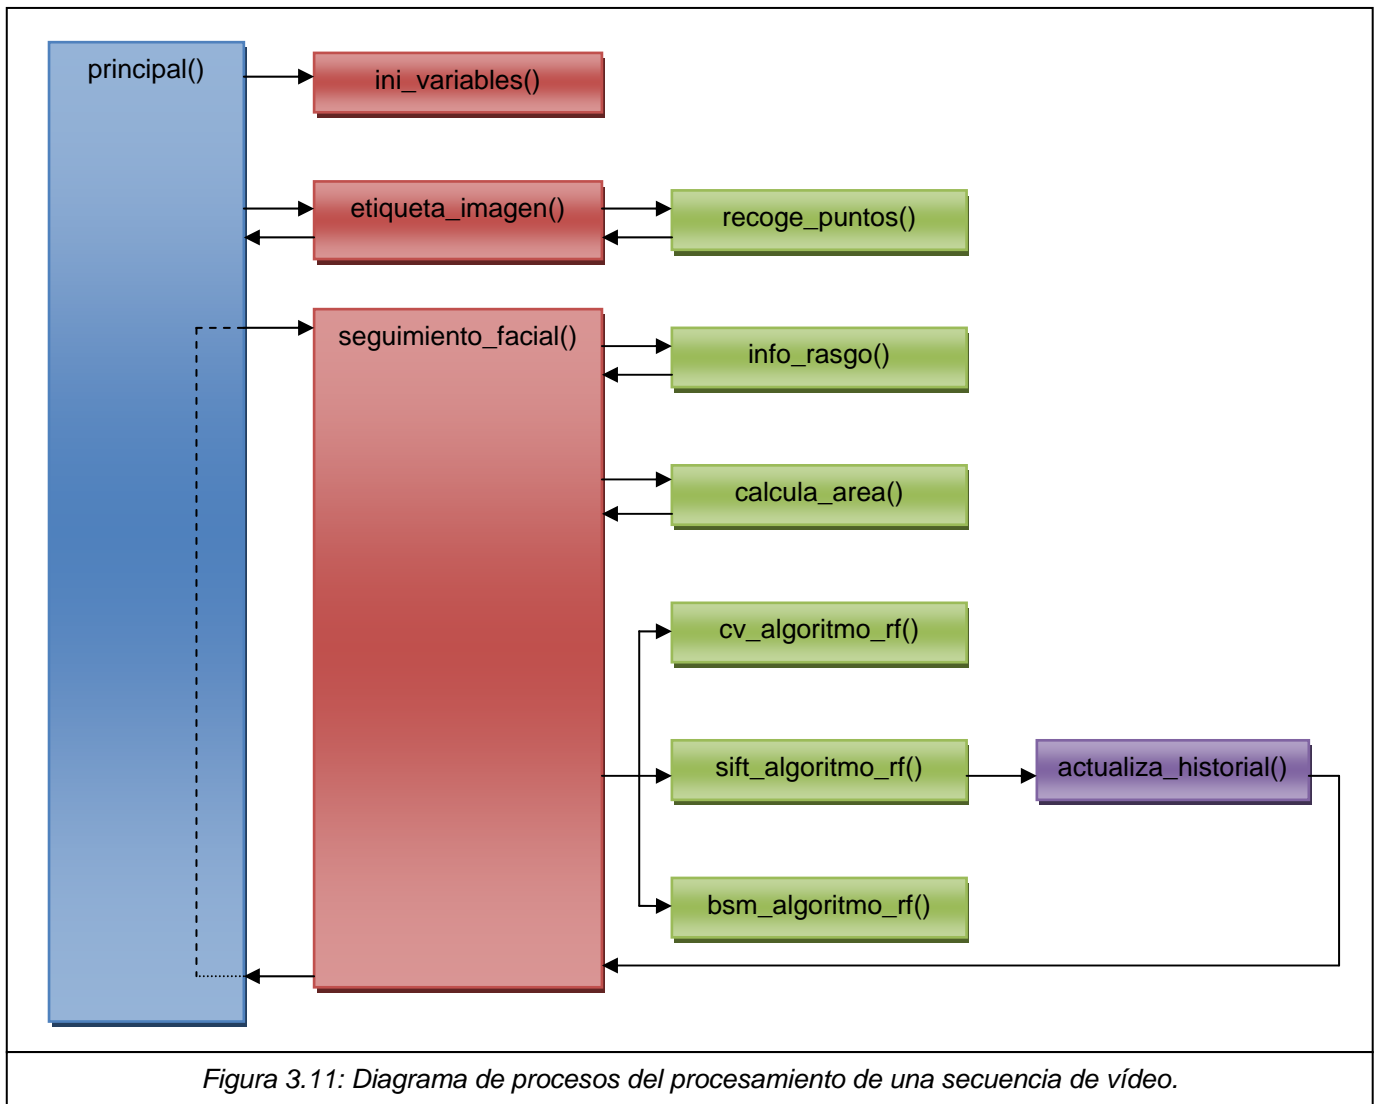 principal()
ini_variables()
etiqueta_imagen()
recoge_puntos()
seguimiento_facial()
info_rasgo()
calcula_area()
cv_algoritmo_rf()
sift_algoritmo_rf()
actualiza_historial()
bsm_algoritmo_rf()
Figura 3.11: Diagrama de procesos del procesamiento de una secuencia de vídeo.